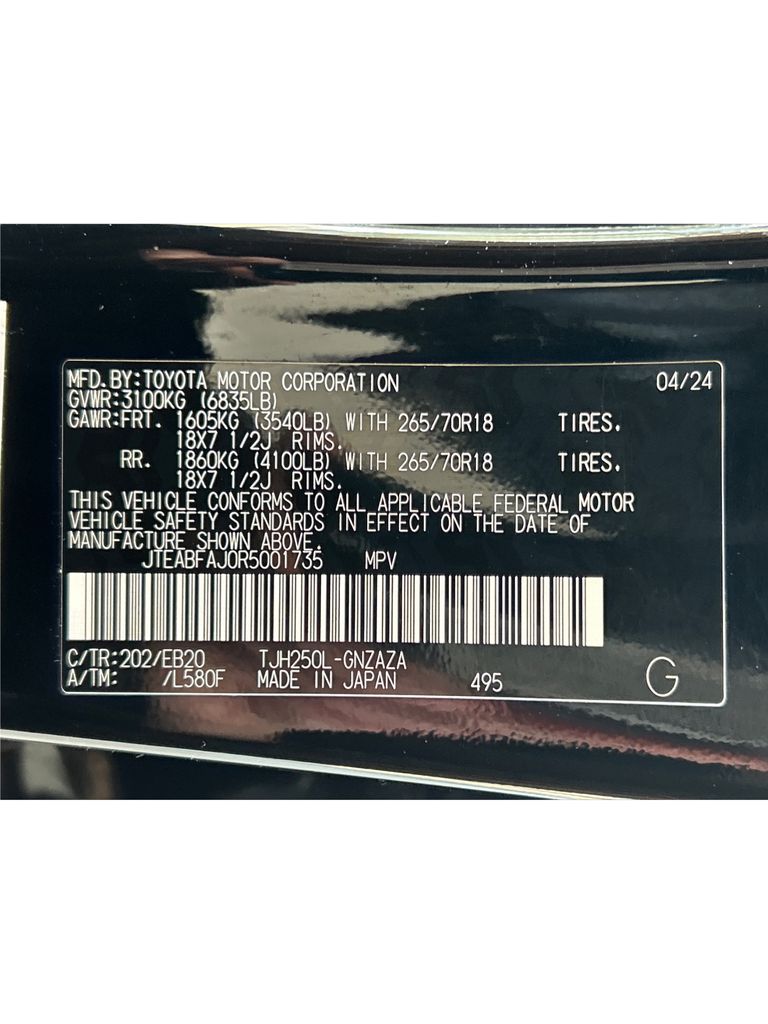 MFD. BY:TOYOTA MOTOR CORPORATION 04/24
GVWR:3100KG (6835LB)
GAWR:FRT. 1605KG (3540LB) WITH 265/70R18 TIRES.
18X7 1/2J RIMS.
RR. 1860KG (4100LB) WITH 265/70R18 TIRES.
18X7 1/2J RIMS.
THIS VEHICLE CONFORMS TO ALL APPLICABLE FEDERAL MOTOR
VEHICLE SAFETY STANDARDS IN EFFECT ON THE DATE OF
MANUFACTURE SHOWN ABOVE.
JTEABFAJ0R5001735 MPV
C/TR:202/EB20 TJH250L-GNZAZA
A/TM: /L580F MADE IN JAPAN 495 G